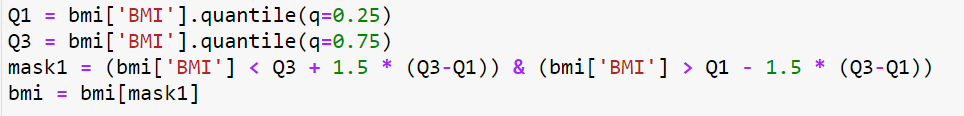 Q1 = bmi['BMI'].quantile(q=0.25)
Q3 = bmi['BMI'].quantile(q=0.75)
mask1 = (bmi['BMI'] < Q3 + 1.5 * (Q3-Q1)) & (bmi['BMI'] > Q1 - 1.5 * (Q3-Q1))
bmi = bmi[mask1]